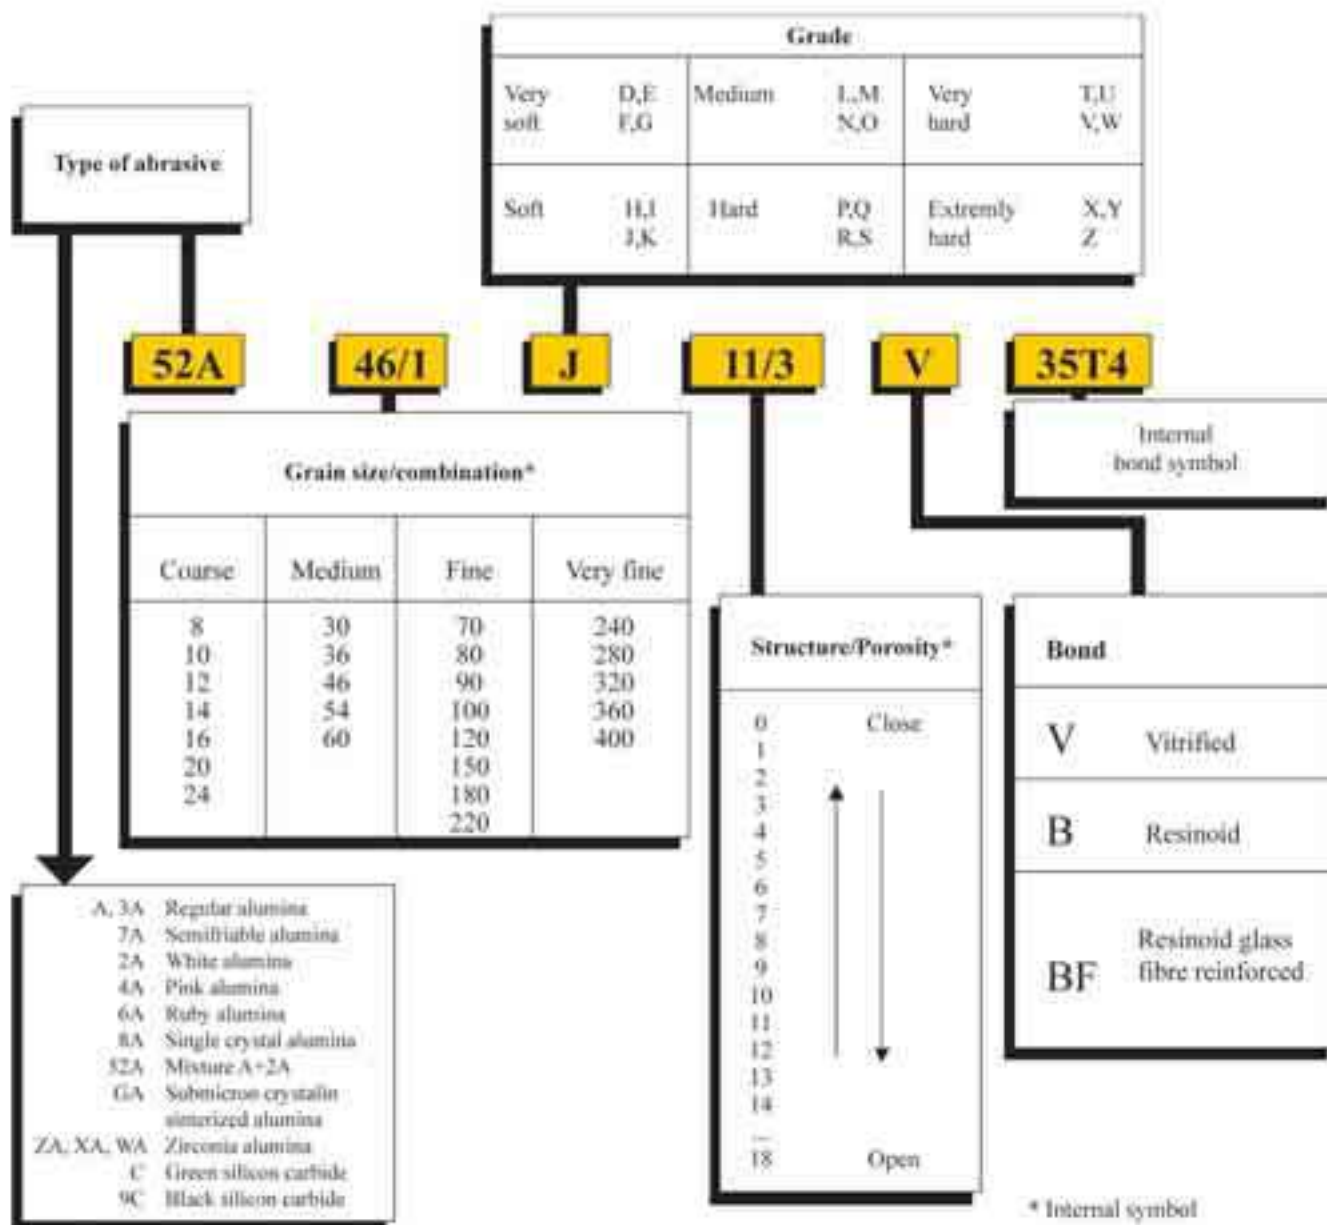 Grade
Very soft D,E F,G
Medium L,M N,O
Very hard T,U V,W
Soft H,I J,K
Hard P,Q R,S
Extremly hard X,Y Z
Type of abrasive
52A 46/1 J 11/3 V 35T4
Internal
bond symbol
Grain size/combination*
Coarse Medium Fine Very fine
8 30 70 240
10 36 80 280
12 46 90 320
14 54 100 360
16 60 120 400
20 150
24 180
220
Structure/Porosity*
0 Close
1
2
3
4
5
6
7
8
9
10
11
12
13
14
...
18 Open
Bond
V Vitrified
B Resinoid
BF Resinoid glass
fibre reinforced
A, 3A Regular alumina
7A Semifriable alumina
2A White alumina
4A Pink alumina
6A Ruby alumina
8A Single crystal alumina
52A Mixture A+2A
GA Submicron crystalin
sinterized alumina
ZA, XA, WA Zirconia alumina
C Green silicon carbide
9C Black silicon carbide
* Internal symbol